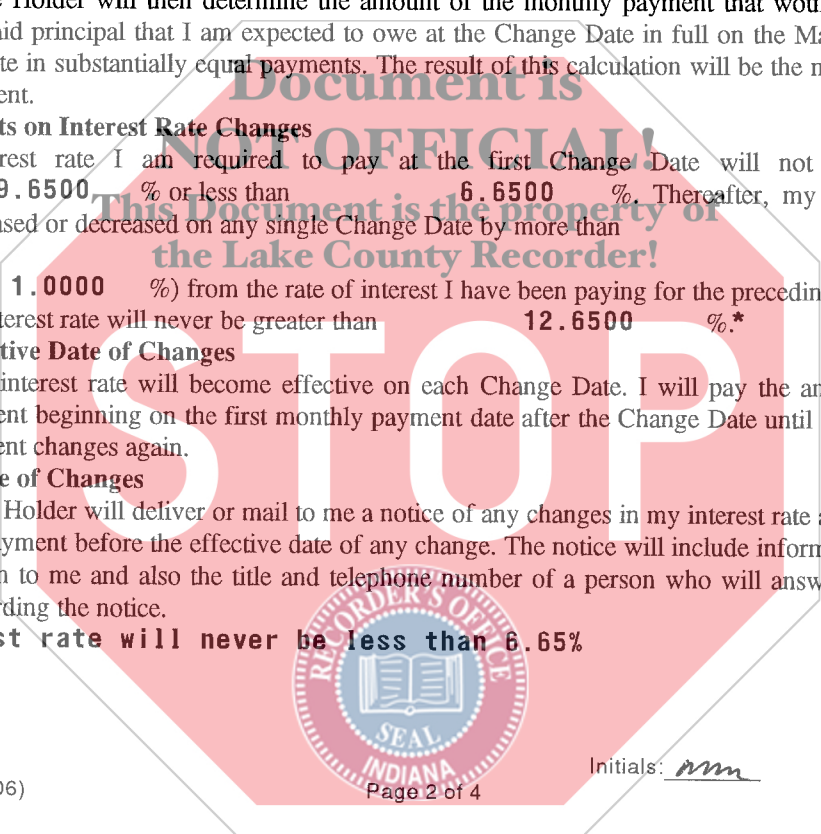 Holder will then determine the amount of the monthly payment that wou
id principal that I am expected to owe at the Change Date in full on the Ma
te in substantially equal payments. The result of this calculation will be the n
ent.
Document is
ts on Interest Rate Changes
NOT OFFICIAL!
rest rate I am required to pay at the first Change Date will not
9.6500 % or less than 6.6500 %. Thereafter, my
This Document is the property of
ased or decreased on any single Change Date by more than
the Lake County Recorder!
1.0000 %) from the rate of interest I have been paying for the precedin
terest rate will never be greater than 12.6500 %.*
tive Date of Changes
STOP
interest rate will become effective on each Change Date. I will pay the an
ent beginning on the first monthly payment date after the Change Date until
ent changes again.
e of Changes
Holder will deliver or mail to me a notice of any changes in my interest rate a
yment before the effective date of any change. The notice will include inform
n to me and also the title and telephone number of a person who will answ
rding the notice.
st rate will never be less than 6.65%
RECORDER'S OFFICE
SEAL
INDIANA
Initials:
06)
Page 2 of 4